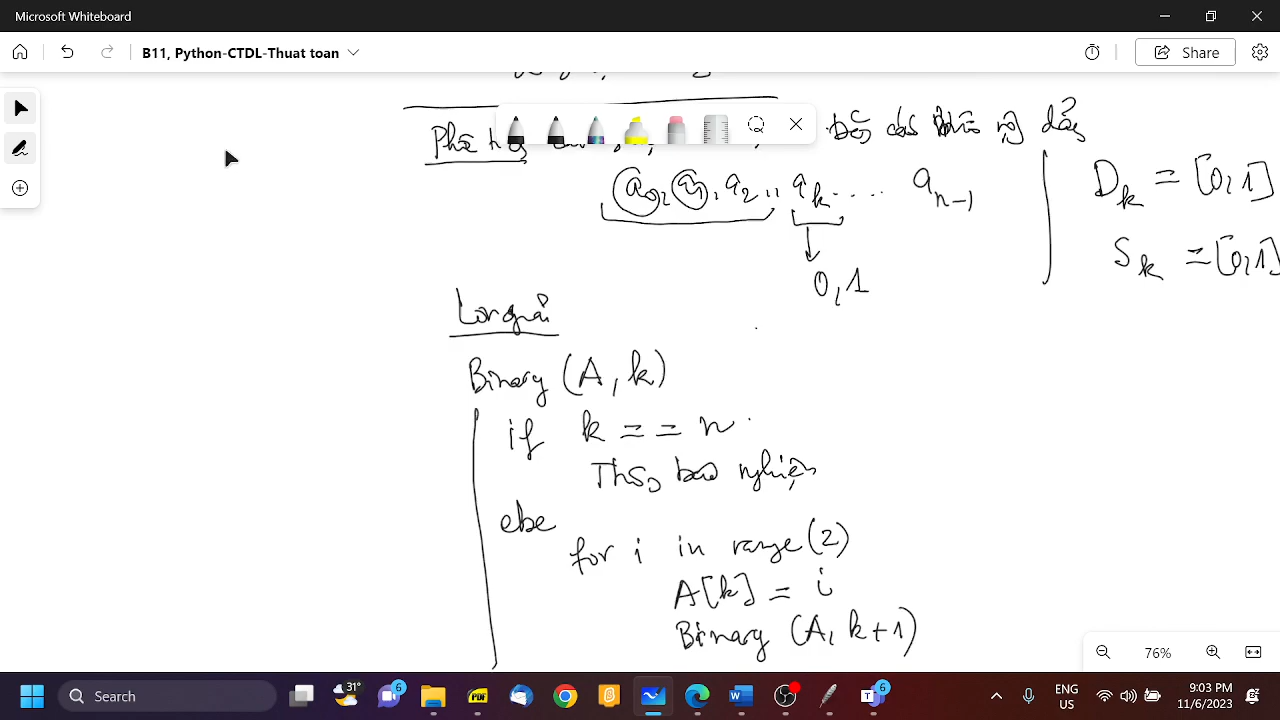 Microsoft Whiteboard
B11, Python-CTDL-Thuat toan
Share
a0, a1, a2 .. ak .... an-1
Dk = [0,1]
Sk = [0,1]
0, 1
Lời giải
Binary (A, k)
if k == n
Thông báo nghiệm
else
for i in range(2)
A[k] = i
Binary (A, k+1)
76%
Search
31°
6
6
ENG
US
9:03 PM
11/6/2023